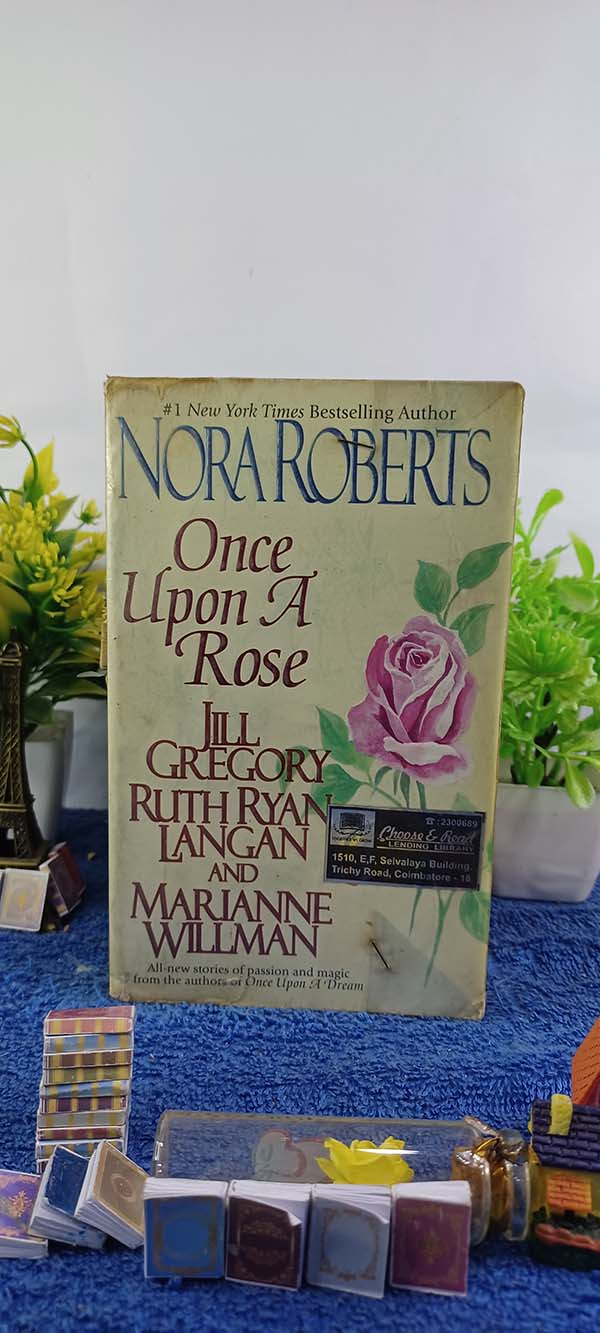 #1 New York Times Bestselling Author
NORA ROBERTS
Once
Upon A
Rose
JILL
GREGORY
RUTH RYAN
LANGAN
AND
MARIANNE
WILLMAN
All-new stories of passion and magic
from the authors of Once Upon A Dream
☎ : 2300689
Choose & Read
LENDING LIBRARY
1510, E,F, Selvalaya Building,
Trichy Road, Coimbatore - 18